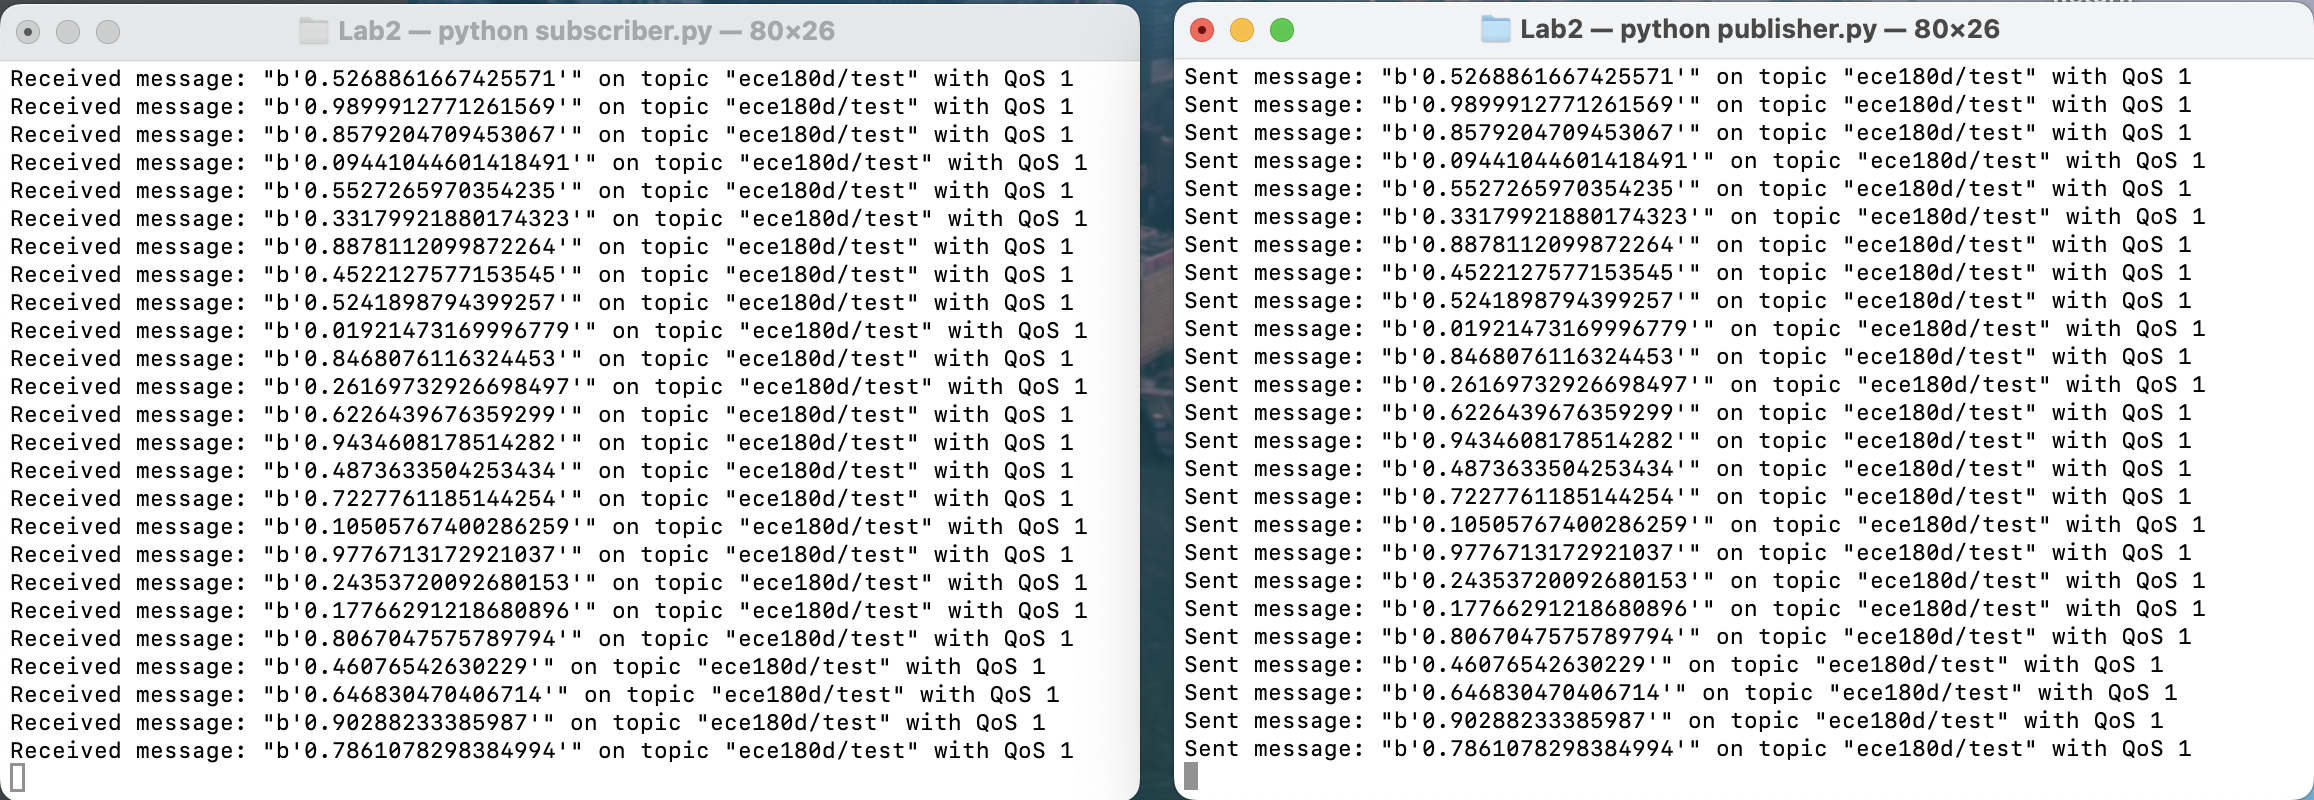 Lab2 — python subscriber.py — 80×26
Received message: "b'0.5268861667425571'" on topic "ece180d/test" with QoS 1
Received message: "b'0.9899912771261569'" on topic "ece180d/test" with QoS 1
Received message: "b'0.8579204709453067'" on topic "ece180d/test" with QoS 1
Received message: "b'0.09441044601418491'" on topic "ece180d/test" with QoS 1
Received message: "b'0.5527265970354235'" on topic "ece180d/test" with QoS 1
Received message: "b'0.33179921880174323'" on topic "ece180d/test" with QoS 1
Received message: "b'0.8878112099872264'" on topic "ece180d/test" with QoS 1
Received message: "b'0.4522127577153545'" on topic "ece180d/test" with QoS 1
Received message: "b'0.5241898794399257'" on topic "ece180d/test" with QoS 1
Received message: "b'0.01921473169996779'" on topic "ece180d/test" with QoS 1
Received message: "b'0.8468076116324453'" on topic "ece180d/test" with QoS 1
Received message: "b'0.26169732926698497'" on topic "ece180d/test" with QoS 1
Received message: "b'0.6226439676359299'" on topic "ece180d/test" with QoS 1
Received message: "b'0.9434608178514282'" on topic "ece180d/test" with QoS 1
Received message: "b'0.4873633504253434'" on topic "ece180d/test" with QoS 1
Received message: "b'0.7227761185144254'" on topic "ece180d/test" with QoS 1
Received message: "b'0.10505767400286259'" on topic "ece180d/test" with QoS 1
Received message: "b'0.9776713172921037'" on topic "ece180d/test" with QoS 1
Received message: "b'0.24353720092680153'" on topic "ece180d/test" with QoS 1
Received message: "b'0.17766291218680896'" on topic "ece180d/test" with QoS 1
Received message: "b'0.8067047575789794'" on topic "ece180d/test" with QoS 1
Received message: "b'0.46076542630229'" on topic "ece180d/test" with QoS 1
Received message: "b'0.646830470406714'" on topic "ece180d/test" with QoS 1
Received message: "b'0.90288233385987'" on topic "ece180d/test" with QoS 1
Received message: "b'0.7861078298384994'" on topic "ece180d/test" with QoS 1
Lab2 — python publisher.py — 80×26
Sent message: "b'0.5268861667425571'" on topic "ece180d/test" with QoS 1
Sent message: "b'0.9899912771261569'" on topic "ece180d/test" with QoS 1
Sent message: "b'0.8579204709453067'" on topic "ece180d/test" with QoS 1
Sent message: "b'0.09441044601418491'" on topic "ece180d/test" with QoS 1
Sent message: "b'0.5527265970354235'" on topic "ece180d/test" with QoS 1
Sent message: "b'0.33179921880174323'" on topic "ece180d/test" with QoS 1
Sent message: "b'0.8878112099872264'" on topic "ece180d/test" with QoS 1
Sent message: "b'0.4522127577153545'" on topic "ece180d/test" with QoS 1
Sent message: "b'0.5241898794399257'" on topic "ece180d/test" with QoS 1
Sent message: "b'0.01921473169996779'" on topic "ece180d/test" with QoS 1
Sent message: "b'0.8468076116324453'" on topic "ece180d/test" with QoS 1
Sent message: "b'0.26169732926698497'" on topic "ece180d/test" with QoS 1
Sent message: "b'0.6226439676359299'" on topic "ece180d/test" with QoS 1
Sent message: "b'0.9434608178514282'" on topic "ece180d/test" with QoS 1
Sent message: "b'0.4873633504253434'" on topic "ece180d/test" with QoS 1
Sent message: "b'0.7227761185144254'" on topic "ece180d/test" with QoS 1
Sent message: "b'0.10505767400286259'" on topic "ece180d/test" with QoS 1
Sent message: "b'0.9776713172921037'" on topic "ece180d/test" with QoS 1
Sent message: "b'0.24353720092680153'" on topic "ece180d/test" with QoS 1
Sent message: "b'0.17766291218680896'" on topic "ece180d/test" with QoS 1
Sent message: "b'0.8067047575789794'" on topic "ece180d/test" with QoS 1
Sent message: "b'0.46076542630229'" on topic "ece180d/test" with QoS 1
Sent message: "b'0.646830470406714'" on topic "ece180d/test" with QoS 1
Sent message: "b'0.90288233385987'" on topic "ece180d/test" with QoS 1
Sent message: "b'0.7861078298384994'" on topic "ece180d/test" with QoS 1